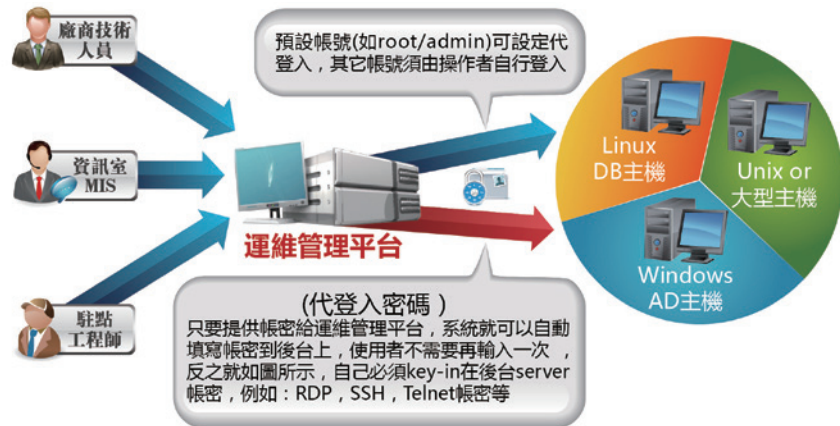 廠商技術
人員
預設帳號(如root/admin)可設定代
登入，其它帳號須由操作者自行登入
資訊室
MIS
Linux
DB主機
Unix or
大型主機
運維管理平台
Windows
AD主機
駐點
工程師
(代登入密碼)
只要提供帳密給運維管理平台，系統就可以自動
填寫帳密到後台上，使用者不需要再輸入一次，
反之就如圖所示，自己必須key-in在後台server
帳密，例如：RDP，SSH，Telnet帳密等